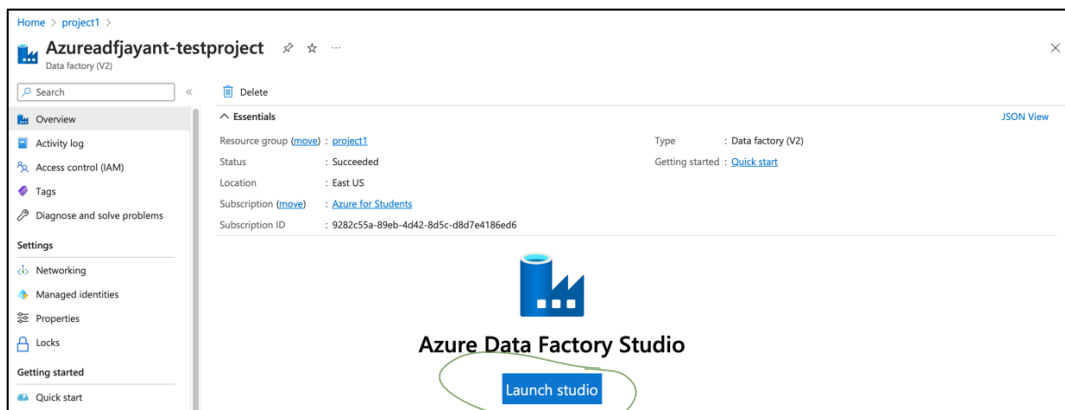 Home > project1 >
Azureadfjayant-testproject
Data factory (V2)
Search
Overview
Activity log
Access control (IAM)
Tags
Diagnose and solve problems
Settings
Networking
Managed identities
Properties
Locks
Getting started
Quick start
Delete
Essentials
JSON View
Resource group (move) : project1
Status : Succeeded
Location : East US
Subscription (move) : Azure for Students
Subscription ID : 9282c55a-89eb-4d42-8d5c-d8d7e4186ed6
Type : Data factory (V2)
Getting started : Quick start
Azure Data Factory Studio
Launch studio